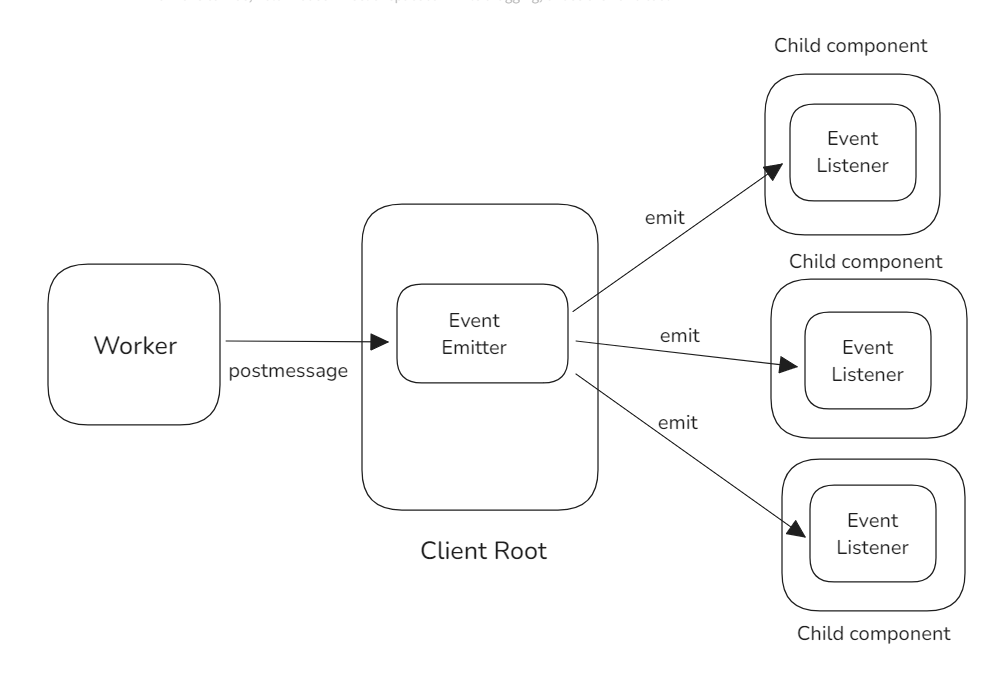 Child component
Event
Listener
emit
Child component
Event
Emitter
emit
Worker
postmessage
Event
Listener
emit
Event
Listener
Client Root
Child component